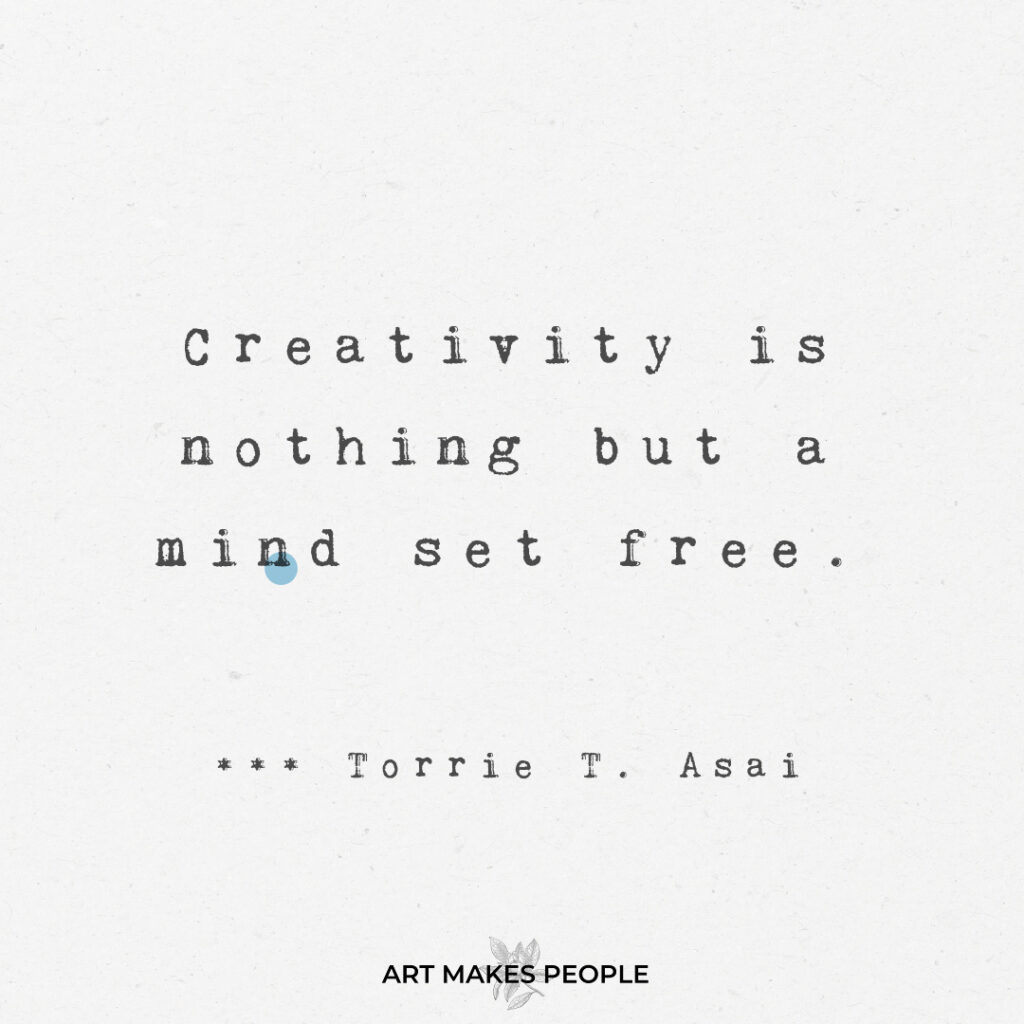 Creativity is
nothing but a
mind set free.
*** Torrie T. Asai
ART MAKES PEOPLE